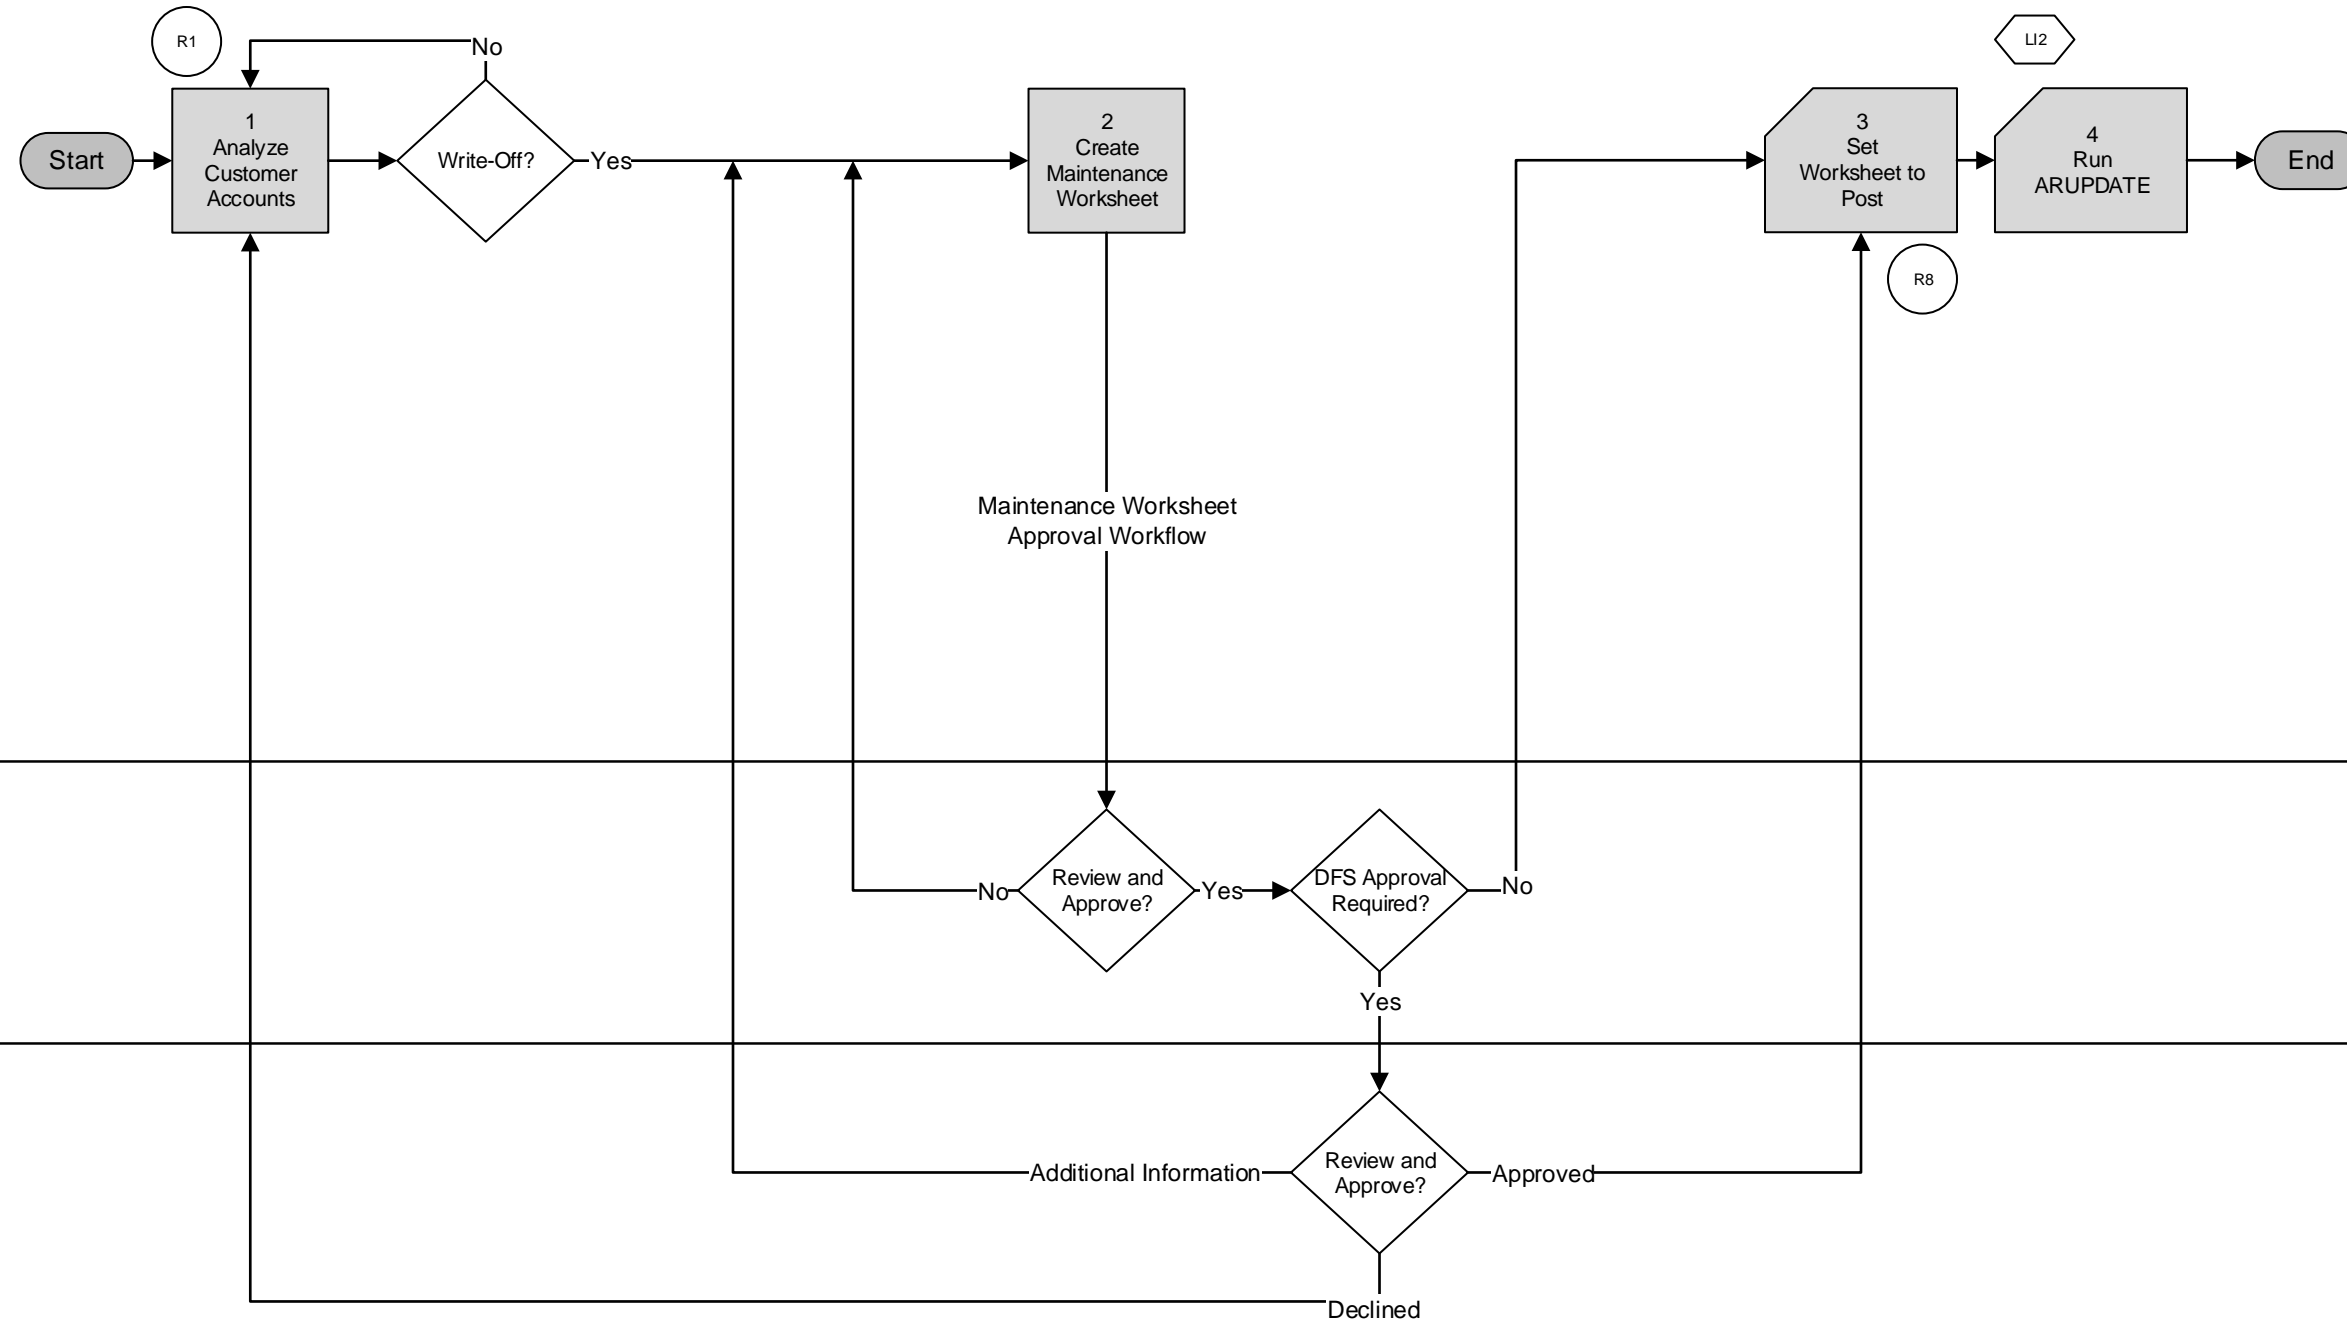 R1
No
LI2
Start
1
Analyze
Customer
Accounts
Write-Off?
Yes
2
Create
Maintenance
Worksheet
3
Set
Worksheet to
Post
4
Run
ARUPDATE
End
R8
Maintenance Worksheet
Approval Workflow
No
Review and
Approve?
Yes
DFS Approval
Required?
No
Yes
Additional Information
Review and
Approve?
Approved
Declined